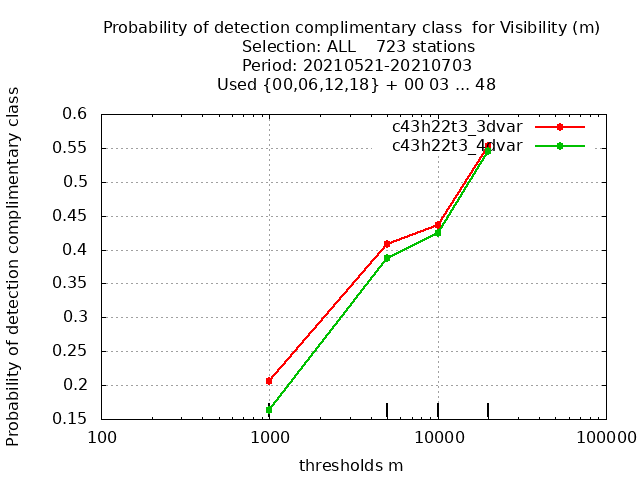 Probability of detection complimentary class  for Visibility (m)
Selection: ALL    723 stations
Period: 20210521-20210703
Used {00,06,12,18} + 00 03 ... 48
Probability of detection complimentary class
0.6
0.55
0.5
0.45
0.4
0.35
0.3
0.25
0.2
0.15
c43h22t3_3dvar
c43h22t3_4dvar
100
1000
10000
100000
thresholds m